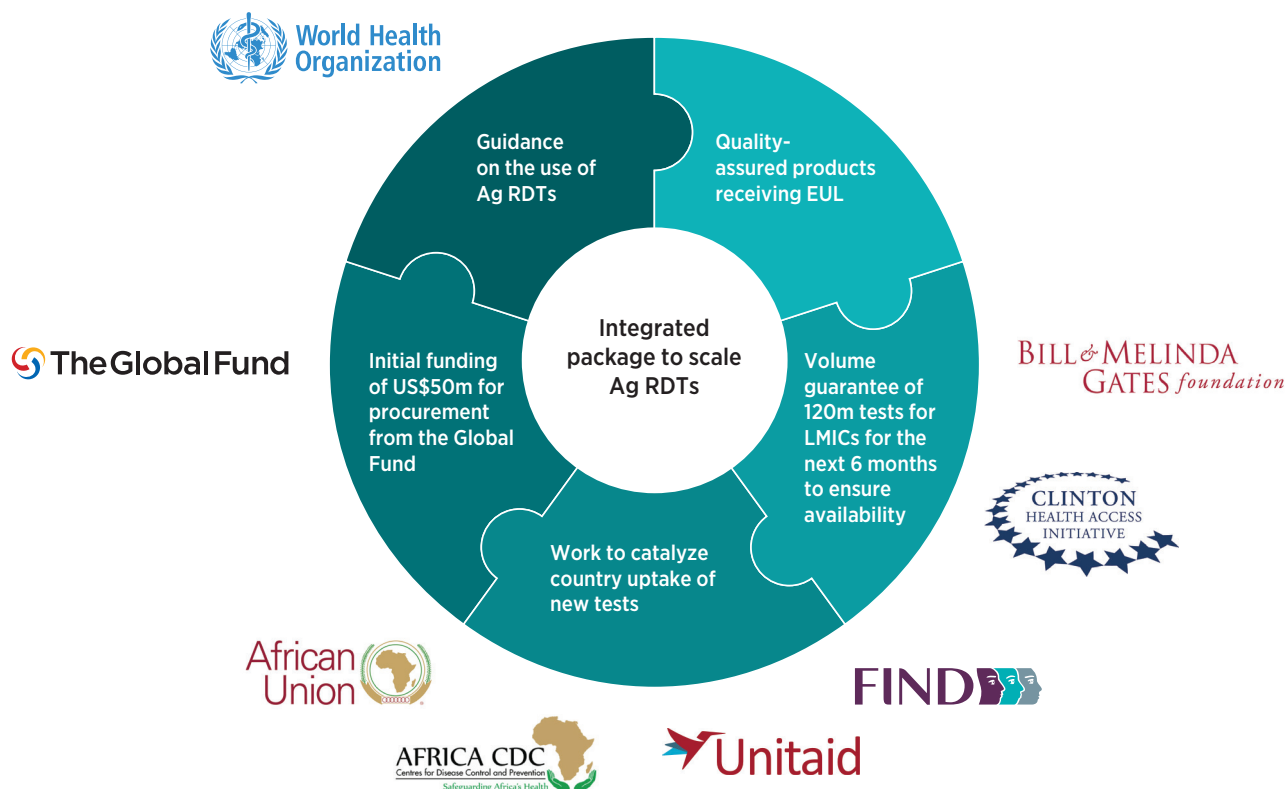 World Health
Organization
Guidance
on the use of
Ag RDTs
Quality-
assured products
receiving EUL
Integrated
package to scale
Ag RDTs
The Global Fund
Initial funding
of US$50m for
procurement
from the Global
Fund
Volume
guarantee of
120m tests for
LMICs for the
next 6 months
to ensure
availability
BILL & MELINDA
GATES foundation
CLINTON
HEALTH ACCESS
INITIATIVE
Work to catalyze
country uptake of
new tests
African
Union
FIND
AFRICA CDC
Centres for Disease Control and Prevention
Safeguarding Africa's Health
Unitaid